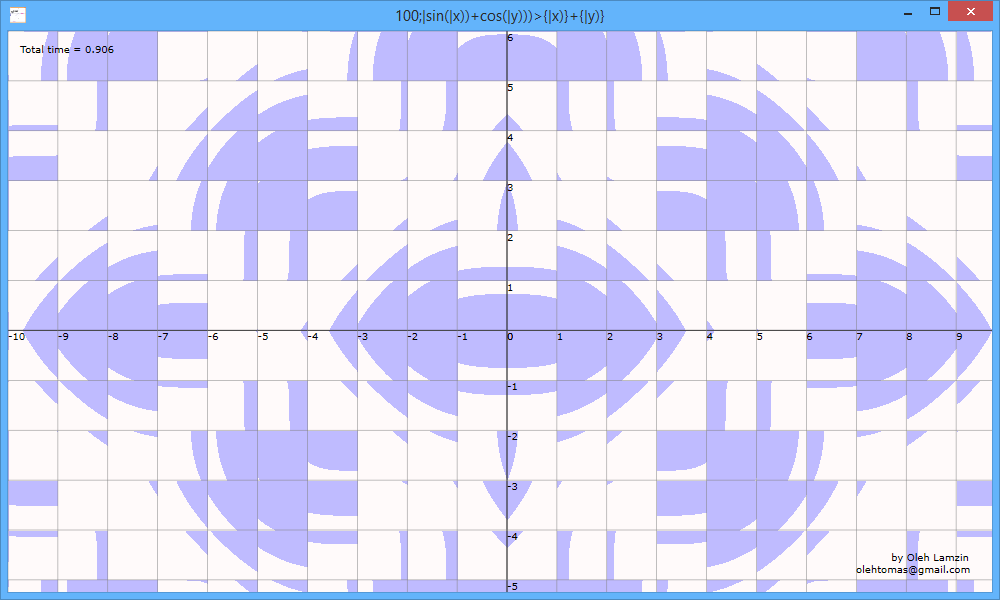 100;|sin(|x))+cos(|y)))>{|x)}+{|y)}
Total time = 0.906
6
5
4
3
2
1
-10 -9 -8 -7 -6 -5 -4 -3 -2 -1 0 1 2 3 4 5 6 7 8 9
-1
-2
-3
-4
-5
by Oleh Lamzin
olehtomas@gmail.com